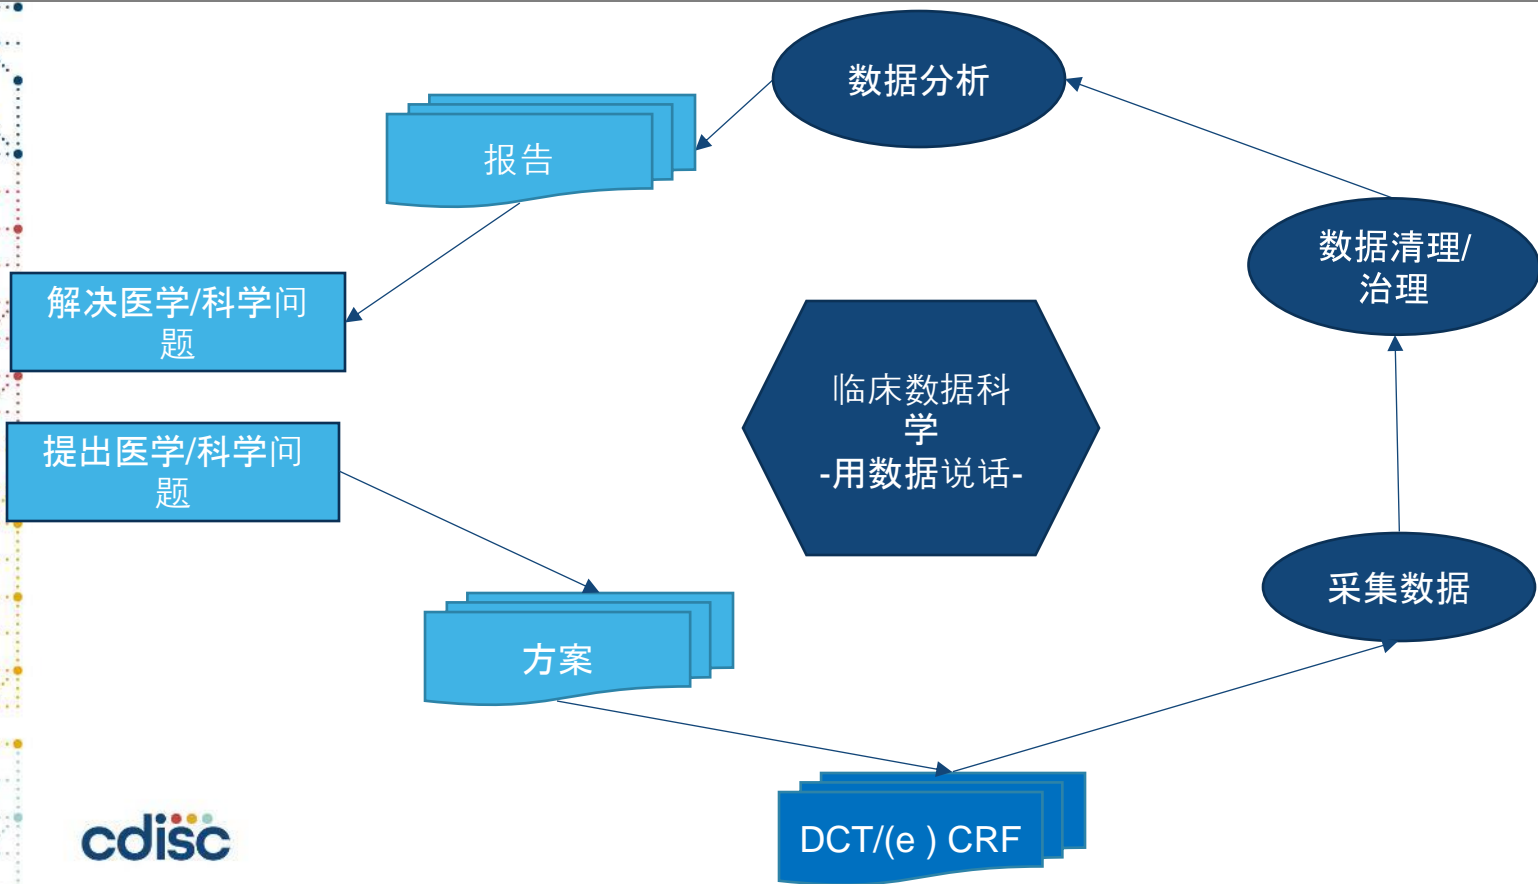 数据分析
报告
数据清理/
治理
解决医学/科学问
题
临床数据科
学
-用数据说话-
提出医学/科学问
题
采集数据
方案
DCT/(e ) CRF
cdisc